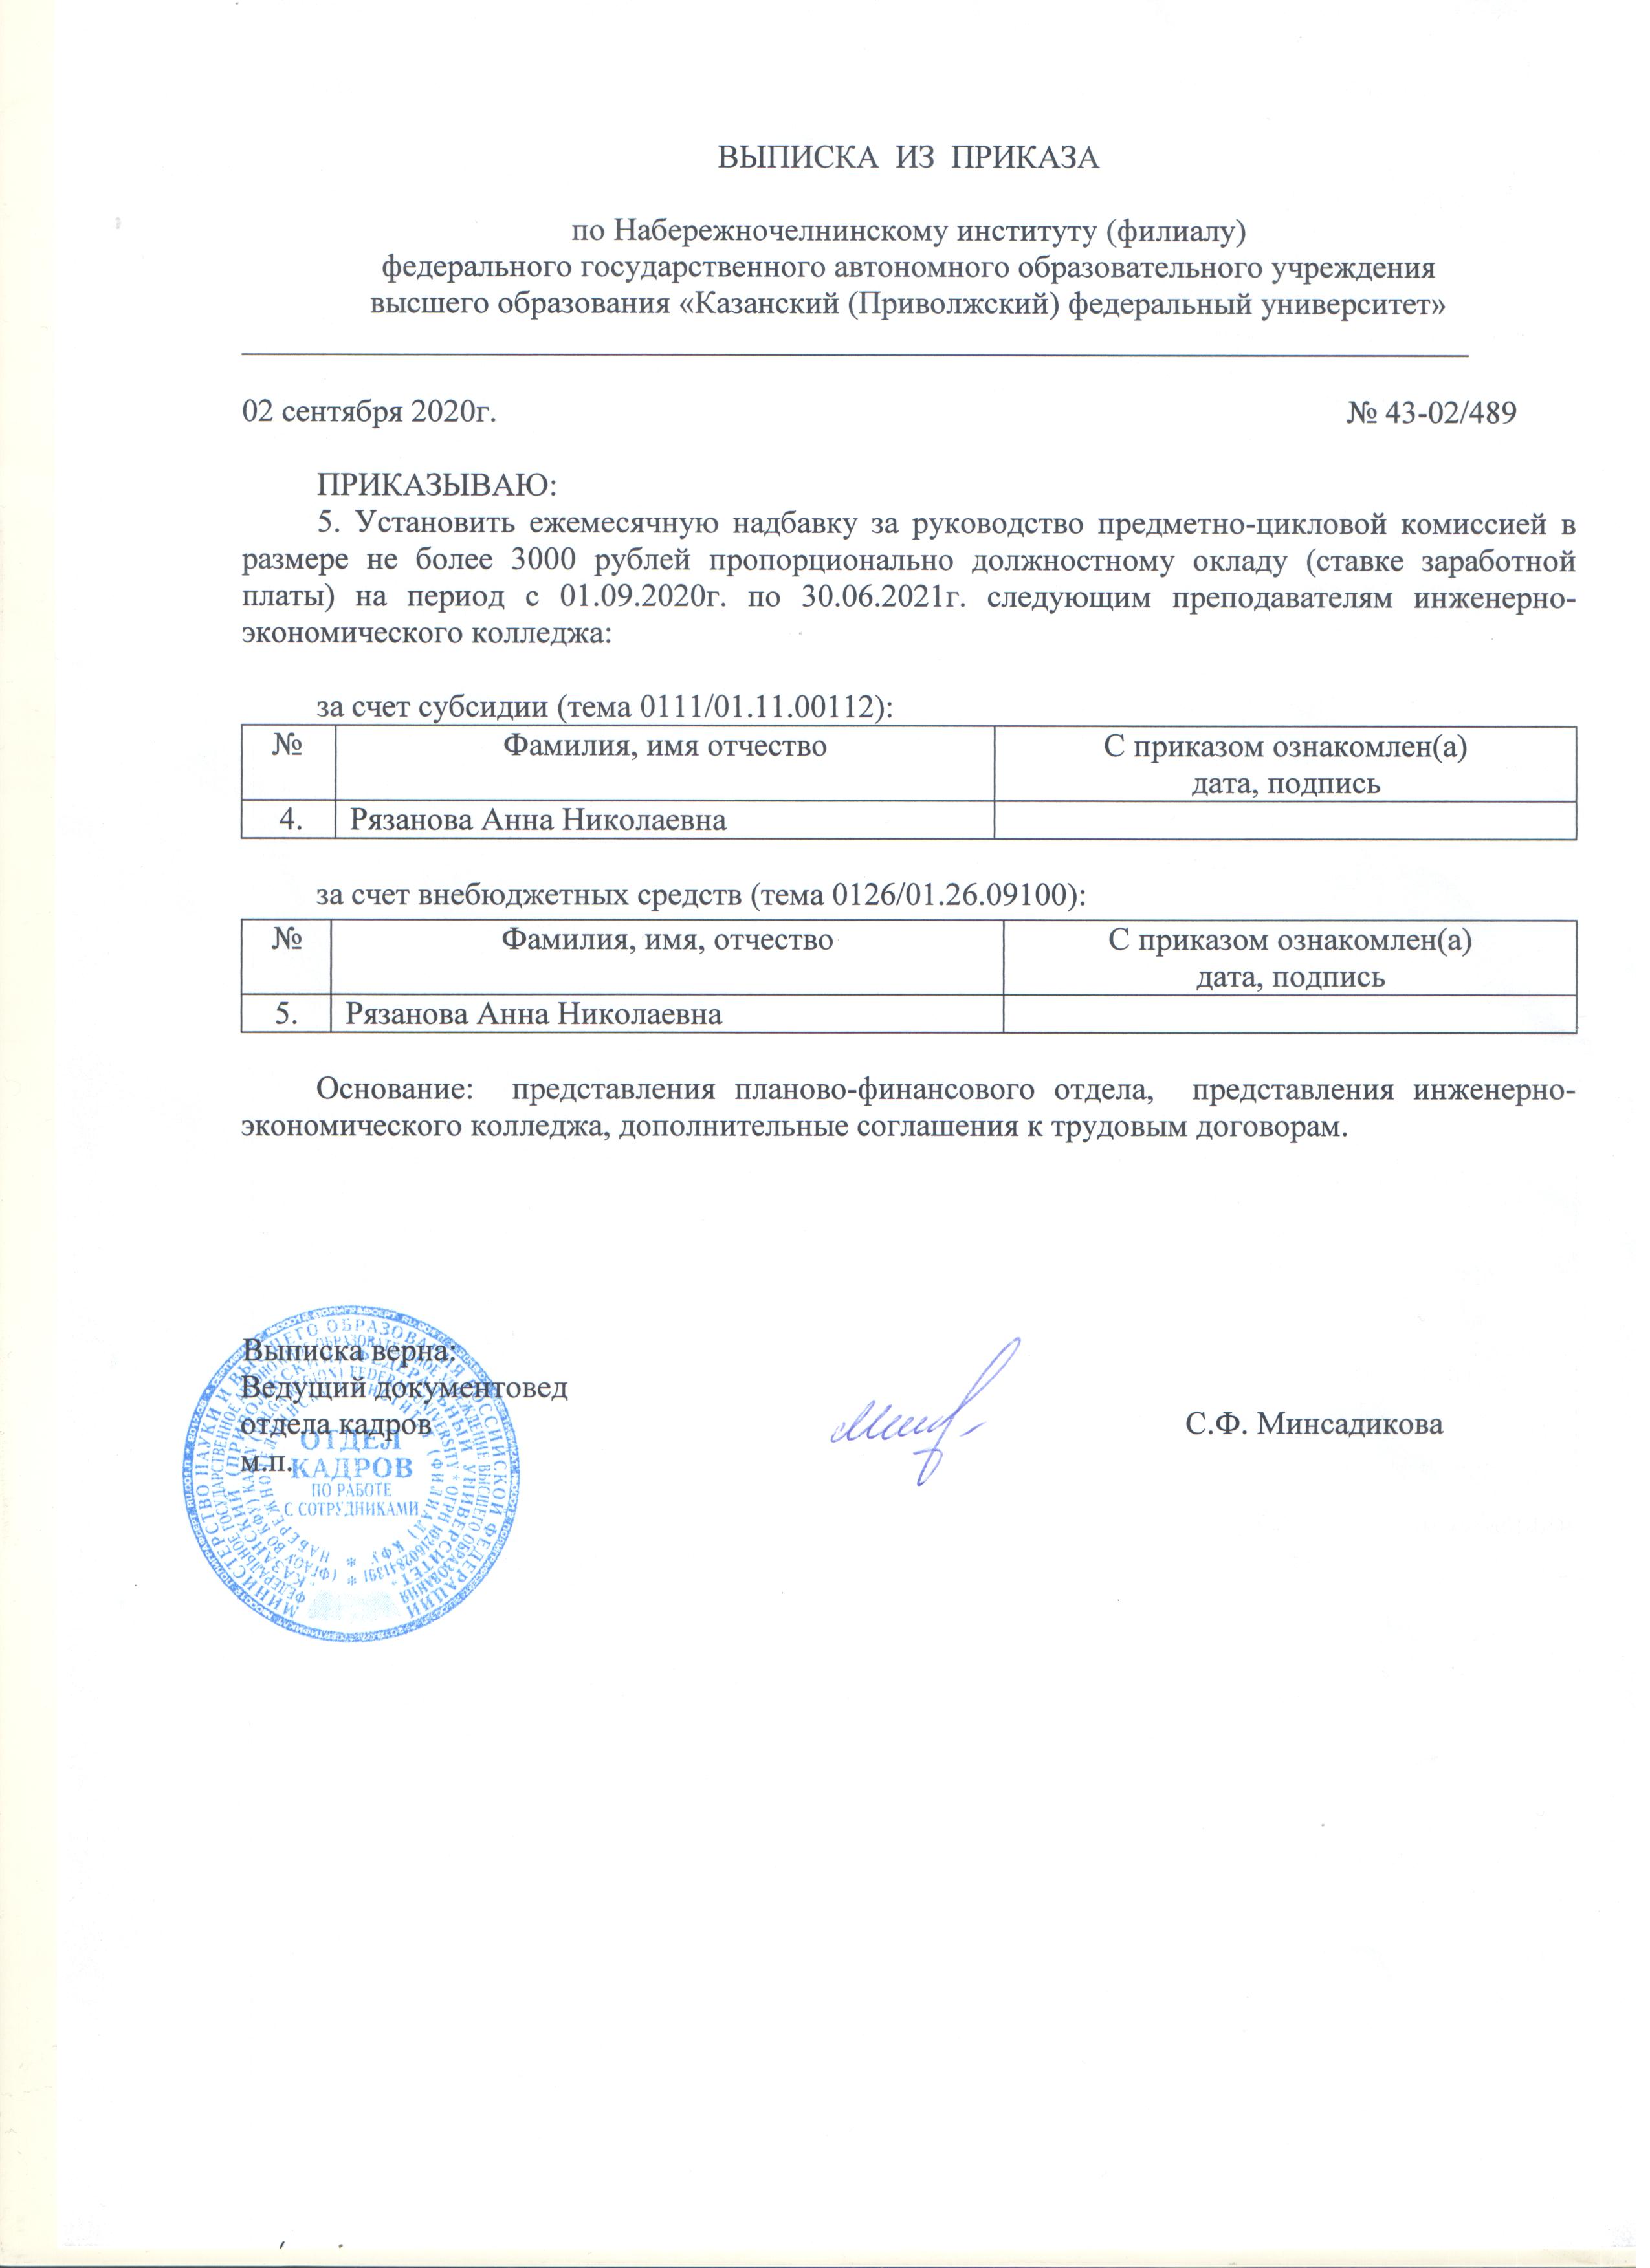 ВЫПИСКА ИЗ ПРИКАЗА
по Набережночелнинскому институту (филиалу)
федерального государственного автономного образовательного учреждения
высшего образования «Казанский (Приволжский) федеральный университет»
02 сентября 2020г. № 43-02/489
ПРИКАЗЫВАЮ:
5. Установить ежемесячную надбавку за руководство предметно-цикловой комиссией в
размере не более 3000 рублей пропорционально должностному окладу (ставке заработной
платы) на период с 01.09.2020г. по 30.06.2021г. следующим преподавателям инженерно-
экономического колледжа:
за счет субсидии (тема 0111/01.11.00112):
№ Фамилия, имя отчество С приказом ознакомлен(а)
дата, подпись
4. Рязанова Анна Николаевна
за счет внебюджетных средств (тема 0126/01.26.09100):
№ Фамилия, имя, отчество С приказом ознакомлен(а)
дата, подпись
5. Рязанова Анна Николаевна
Основание: представления планово-финансового отдела, представления инженерно-
экономического колледжа, дополнительные соглашения к трудовым договорам.
Выписка верна:
Ведущий документовед
отдела кадров С.Ф. Минсадикова
м.п.
МИНИСТЕРСТВО НАУКИ И ВЫСШЕГО ОБРАЗОВАНИЯ РОССИЙСКОЙ ФЕДЕРАЦИИ
ОТДЕЛ
КАДРОВ
ПО РАБОТЕ
С СОТРУДНИКАМИ